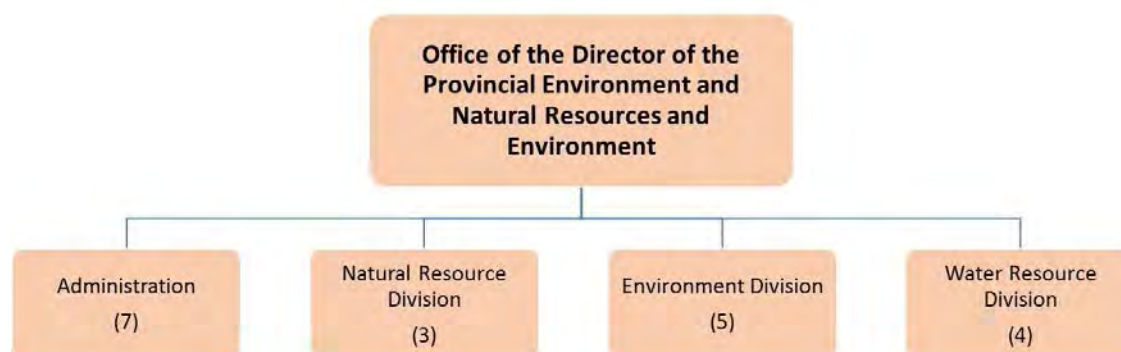 Office of the Director of the
Provincial Environment and
Natural Resources and
Environment
Administration
(7)
Natural Resource
Division
(3)
Environment Division
(5)
Water Resource
Division
(4)